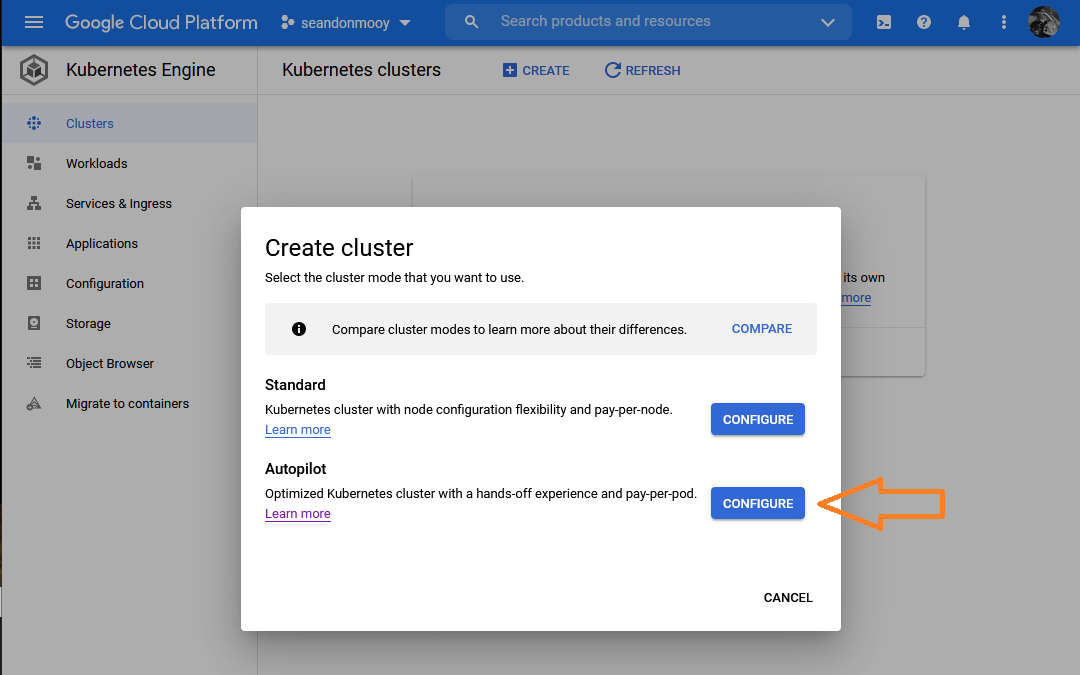 Google Cloud Platform
seandonmooy
Search products and resources
Kubernetes Engine
Kubernetes clusters
CREATE
REFRESH
Clusters
Workloads
Services & Ingress
Applications
Configuration
Storage
Object Browser
Migrate to containers
its own
more
Create cluster
Select the cluster mode that you want to use.
Compare cluster modes to learn more about their differences.
COMPARE
Standard
Kubernetes cluster with node configuration flexibility and pay-per-node.
Learn more
CONFIGURE
Autopilot
Optimized Kubernetes cluster with a hands-off experience and pay-per-pod.
Learn more
CONFIGURE
CANCEL